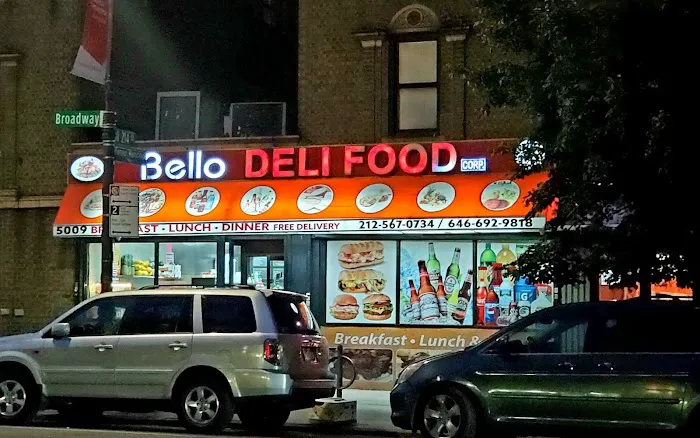 Broadway
Bello DELI FOOD CORP.
5009 BREAKFAST • LUNCH • DINNER FREE DELIVERY 212-567-0734 / 646-692-9818
2
Breakfast • Lunch &